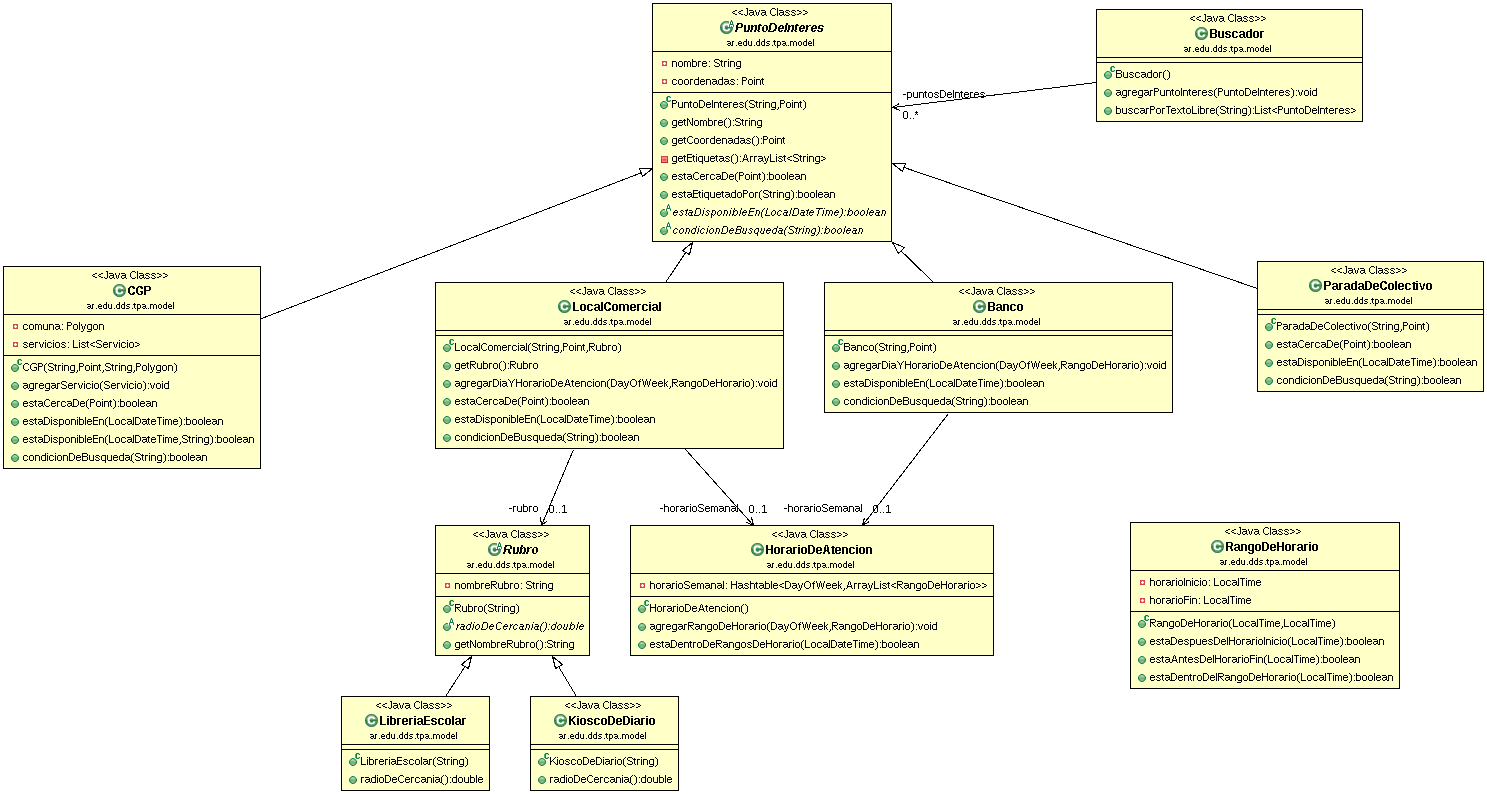 <<Java Class>>
PuntoDeInteres
ar.edu.dds.tpa.model
nombre: String
coordenadas: Point
PuntoDeInteres(String,Point)
getNombre():String
getCoordenadas():Point
getEtiquetas():ArrayList<String>
estaCercaDe(Point):boolean
estaEtiquetadoPor(String):boolean
estaDisponibleEn(LocalDateTime):boolean
condicionDeBusqueda(String):boolean
<<Java Class>>
Buscador
ar.edu.dds.tpa.model
Buscador()
agregarPuntoInteres(PuntoDeInteres):void
buscarPorTextoLibre(String):List<PuntoDeInteres>
-puntosDeInteres
0..*
<<Java Class>>
CGP
ar.edu.dds.tpa.model
comuna: Polygon
servicios: List<Servicio>
CGP(String,Point,String,Polygon)
agregarServicio(Servicio):void
estaCercaDe(Point):boolean
estaDisponibleEn(LocalDateTime):boolean
estaDisponibleEn(LocalDateTime,String):boolean
condicionDeBusqueda(String):boolean
<<Java Class>>
LocalComercial
ar.edu.dds.tpa.model
LocalComercial(String,Point,Rubro)
getRubro():Rubro
agregarDiaYHorarioDeAtencion(DayOfWeek,RangoDeHorario):void
estaCercaDe(Point):boolean
estaDisponibleEn(LocalDateTime):boolean
condicionDeBusqueda(String):boolean
<<Java Class>>
Banco
ar.edu.dds.tpa.model
Banco(String,Point)
agregarDiaYHorarioDeAtencion(DayOfWeek,RangoDeHorario):void
estaDisponibleEn(LocalDateTime):boolean
condicionDeBusqueda(String):boolean
<<Java Class>>
ParadaDeColectivo
ar.edu.dds.tpa.model
ParadaDeColectivo(String,Point)
estaCercaDe(Point):boolean
estaDisponibleEn(LocalDateTime):boolean
condicionDeBusqueda(String):boolean
-rubro 0..1
-horarioSemanal 0..1
-horarioSemanal 0..1
<<Java Class>>
Rubro
ar.edu.dds.tpa.model
nombreRubro: String
Rubro(String)
radioDeCercania():double
getNombreRubro():String
<<Java Class>>
HorarioDeAtencion
ar.edu.dds.tpa.model
horarioSemanal: Hashtable<DayOfWeek,ArrayList<RangoDeHorario>>
HorarioDeAtencion()
agregarRangoDeHorario(DayOfWeek,RangoDeHorario):void
estaDentroDeRangosDeHorario(LocalDateTime):boolean
<<Java Class>>
RangoDeHorario
ar.edu.dds.tpa.model
horarioInicio: LocalTime
horarioFin: LocalTime
RangoDeHorario(LocalTime,LocalTime)
estaDespuesDelHorarioInicio(LocalTime):boolean
estaAntesDelHorarioFin(LocalTime):boolean
estaDentroDelRangoDeHorario(LocalTime):boolean
<<Java Class>>
LibreriaEscolar
ar.edu.dds.tpa.model
LibreriaEscolar(String)
radioDeCercania():double
<<Java Class>>
KioscoDeDiario
ar.edu.dds.tpa.model
KioscoDeDiario(String)
radioDeCercania():double